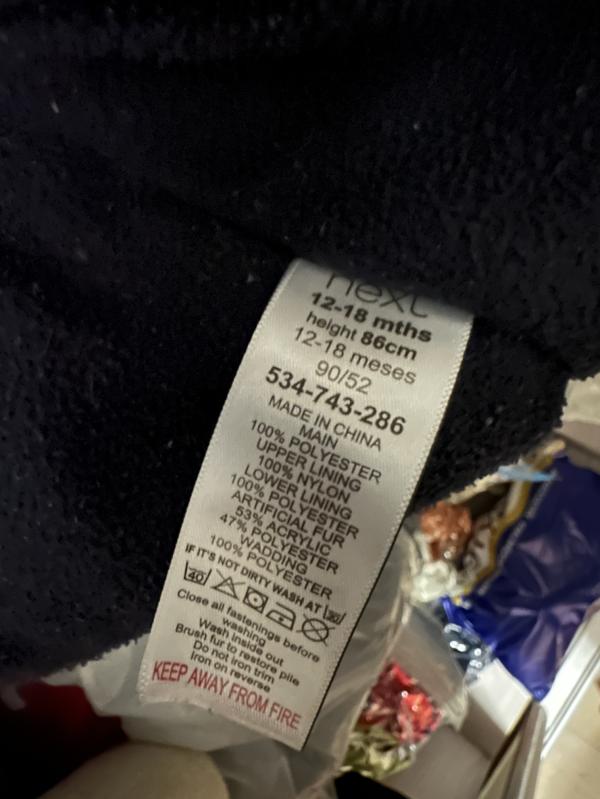 next
12-18 mths
height 86cm
12-18 meses
90/52
534-743-286
MADE IN CHINA
MAIN
100% POLYESTER
UPPER LINING
100% NYLON
LOWER LINING
100% POLYESTER
ARTIFICIAL FUR
53% ACRYLIC
47% POLYESTER
WADDING
100% POLYESTER
IF IT'S NOT DIRTY WASH AT 30
40
Close all fastenings before
washing
Wash inside out
Brush fur to restore pile
Do not iron trim
Iron on reverse
KEEP AWAY FROM FIRE